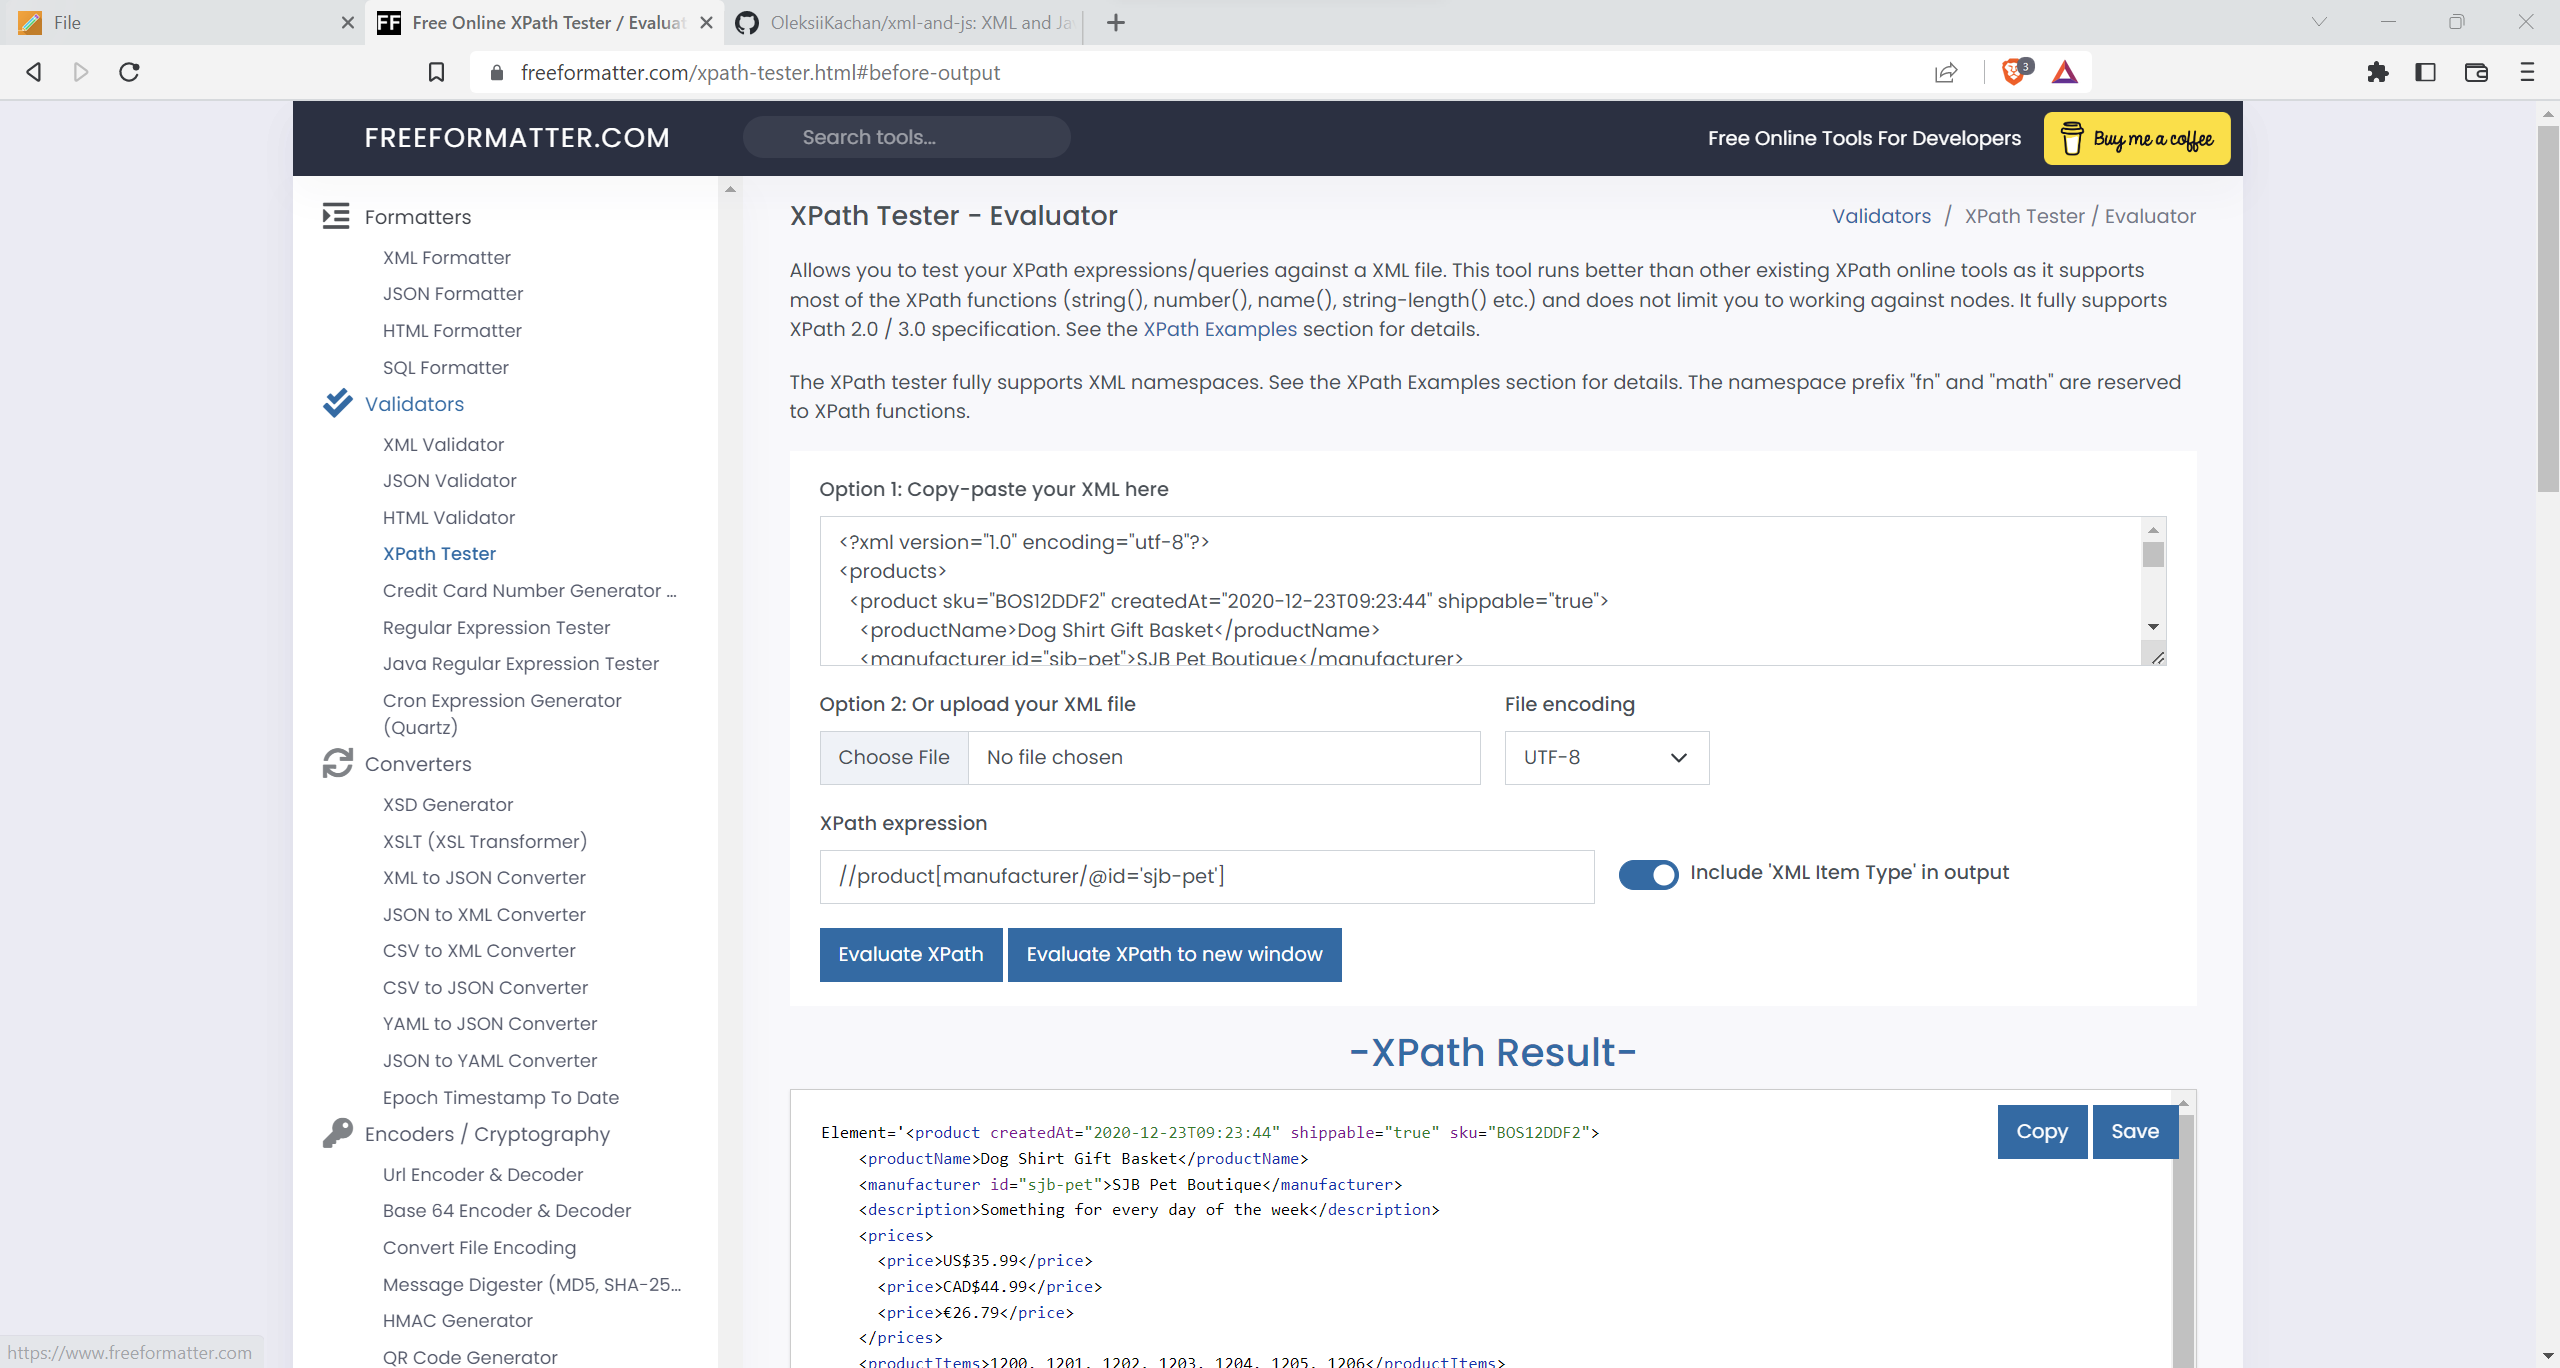 File
Free Online XPath Tester / Evaluat
OleksiiKachan/xml-and-js: XML and Ja
freeformatter.com/xpath-tester.html#before-output
3
FREEFORMATTER.COM
Search tools...
Free Online Tools For Developers
Buy me a coffee
Formatters
XML Formatter
JSON Formatter
HTML Formatter
SQL Formatter
Validators
XML Validator
JSON Validator
HTML Validator
XPath Tester
Credit Card Number Generator ...
Regular Expression Tester
Java Regular Expression Tester
Cron Expression Generator
(Quartz)
Converters
XSD Generator
XSLT (XSL Transformer)
XML to JSON Converter
JSON to XML Converter
CSV to XML Converter
CSV to JSON Converter
YAML to JSON Converter
JSON to YAML Converter
Epoch Timestamp To Date
Encoders / Cryptography
Url Encoder & Decoder
Base 64 Encoder & Decoder
Convert File Encoding
Message Digester (MD5, SHA-25...
HMAC Generator
QR Code Generator
https://www.freeformatter.com
XPath Tester - Evaluator
Validators / XPath Tester / Evaluator
Allows you to test your XPath expressions/queries against a XML file. This tool runs better than other existing XPath online tools as it supports
most of the XPath functions (string(), number(), name(), string-length() etc.) and does not limit you to working against nodes. It fully supports
XPath 2.0 / 3.0 specification. See the XPath Examples section for details.
The XPath tester fully supports XML namespaces. See the XPath Examples section for details. The namespace prefix "fn" and "math" are reserved
to XPath functions.
Option 1: Copy-paste your XML here
<?xml version="1.0" encoding="utf-8"?>
<products>
<product sku="BOS12DDF2" createdAt="2020-12-23T09:23:44" shippable="true">
<productName>Dog Shirt Gift Basket</productName>
<manufacturer id="sjb-pet">SJB Pet Boutique</manufacturer>
Option 2: Or upload your XML file
File encoding
Choose File No file chosen
UTF-8
XPath expression
//product[manufacturer/@id='sjb-pet']
Include 'XML Item Type' in output
Evaluate XPath
Evaluate XPath to new window
-XPath Result-
Copy
Save
Element='<product createdAt="2020-12-23T09:23:44" shippable="true" sku="BOS12DDF2">
<productName>Dog Shirt Gift Basket</productName>
<manufacturer id="sjb-pet">SJB Pet Boutique</manufacturer>
<description>Something for every day of the week</description>
<prices>
<price>US$35.99</price>
<price>CAD$44.99</price>
<price>€26.79</price>
</prices>
<productItems>1200, 1201, 1202, 1203, 1204, 1205, 1206</productItems>